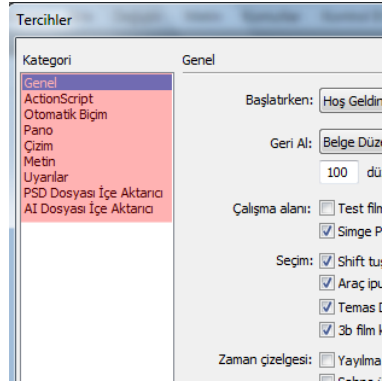 Tercihler
Kategori
Genel
ActionScript
Otomatik Biçim
Pano
Çizim
Metin
Uyarılar
PSD Dosyası İçe Aktarıcı
AI Dosyası İçe Aktarıcı
Genel
Başlatırken: Hoş Geldin
Geri Al: Belge Düze
100 dü
Çalışma alanı: Test film
Simge P
Seçim: Shift tuş
Araç ipu
Temas D
3b film k
Zaman çizelgesi: Yayılma